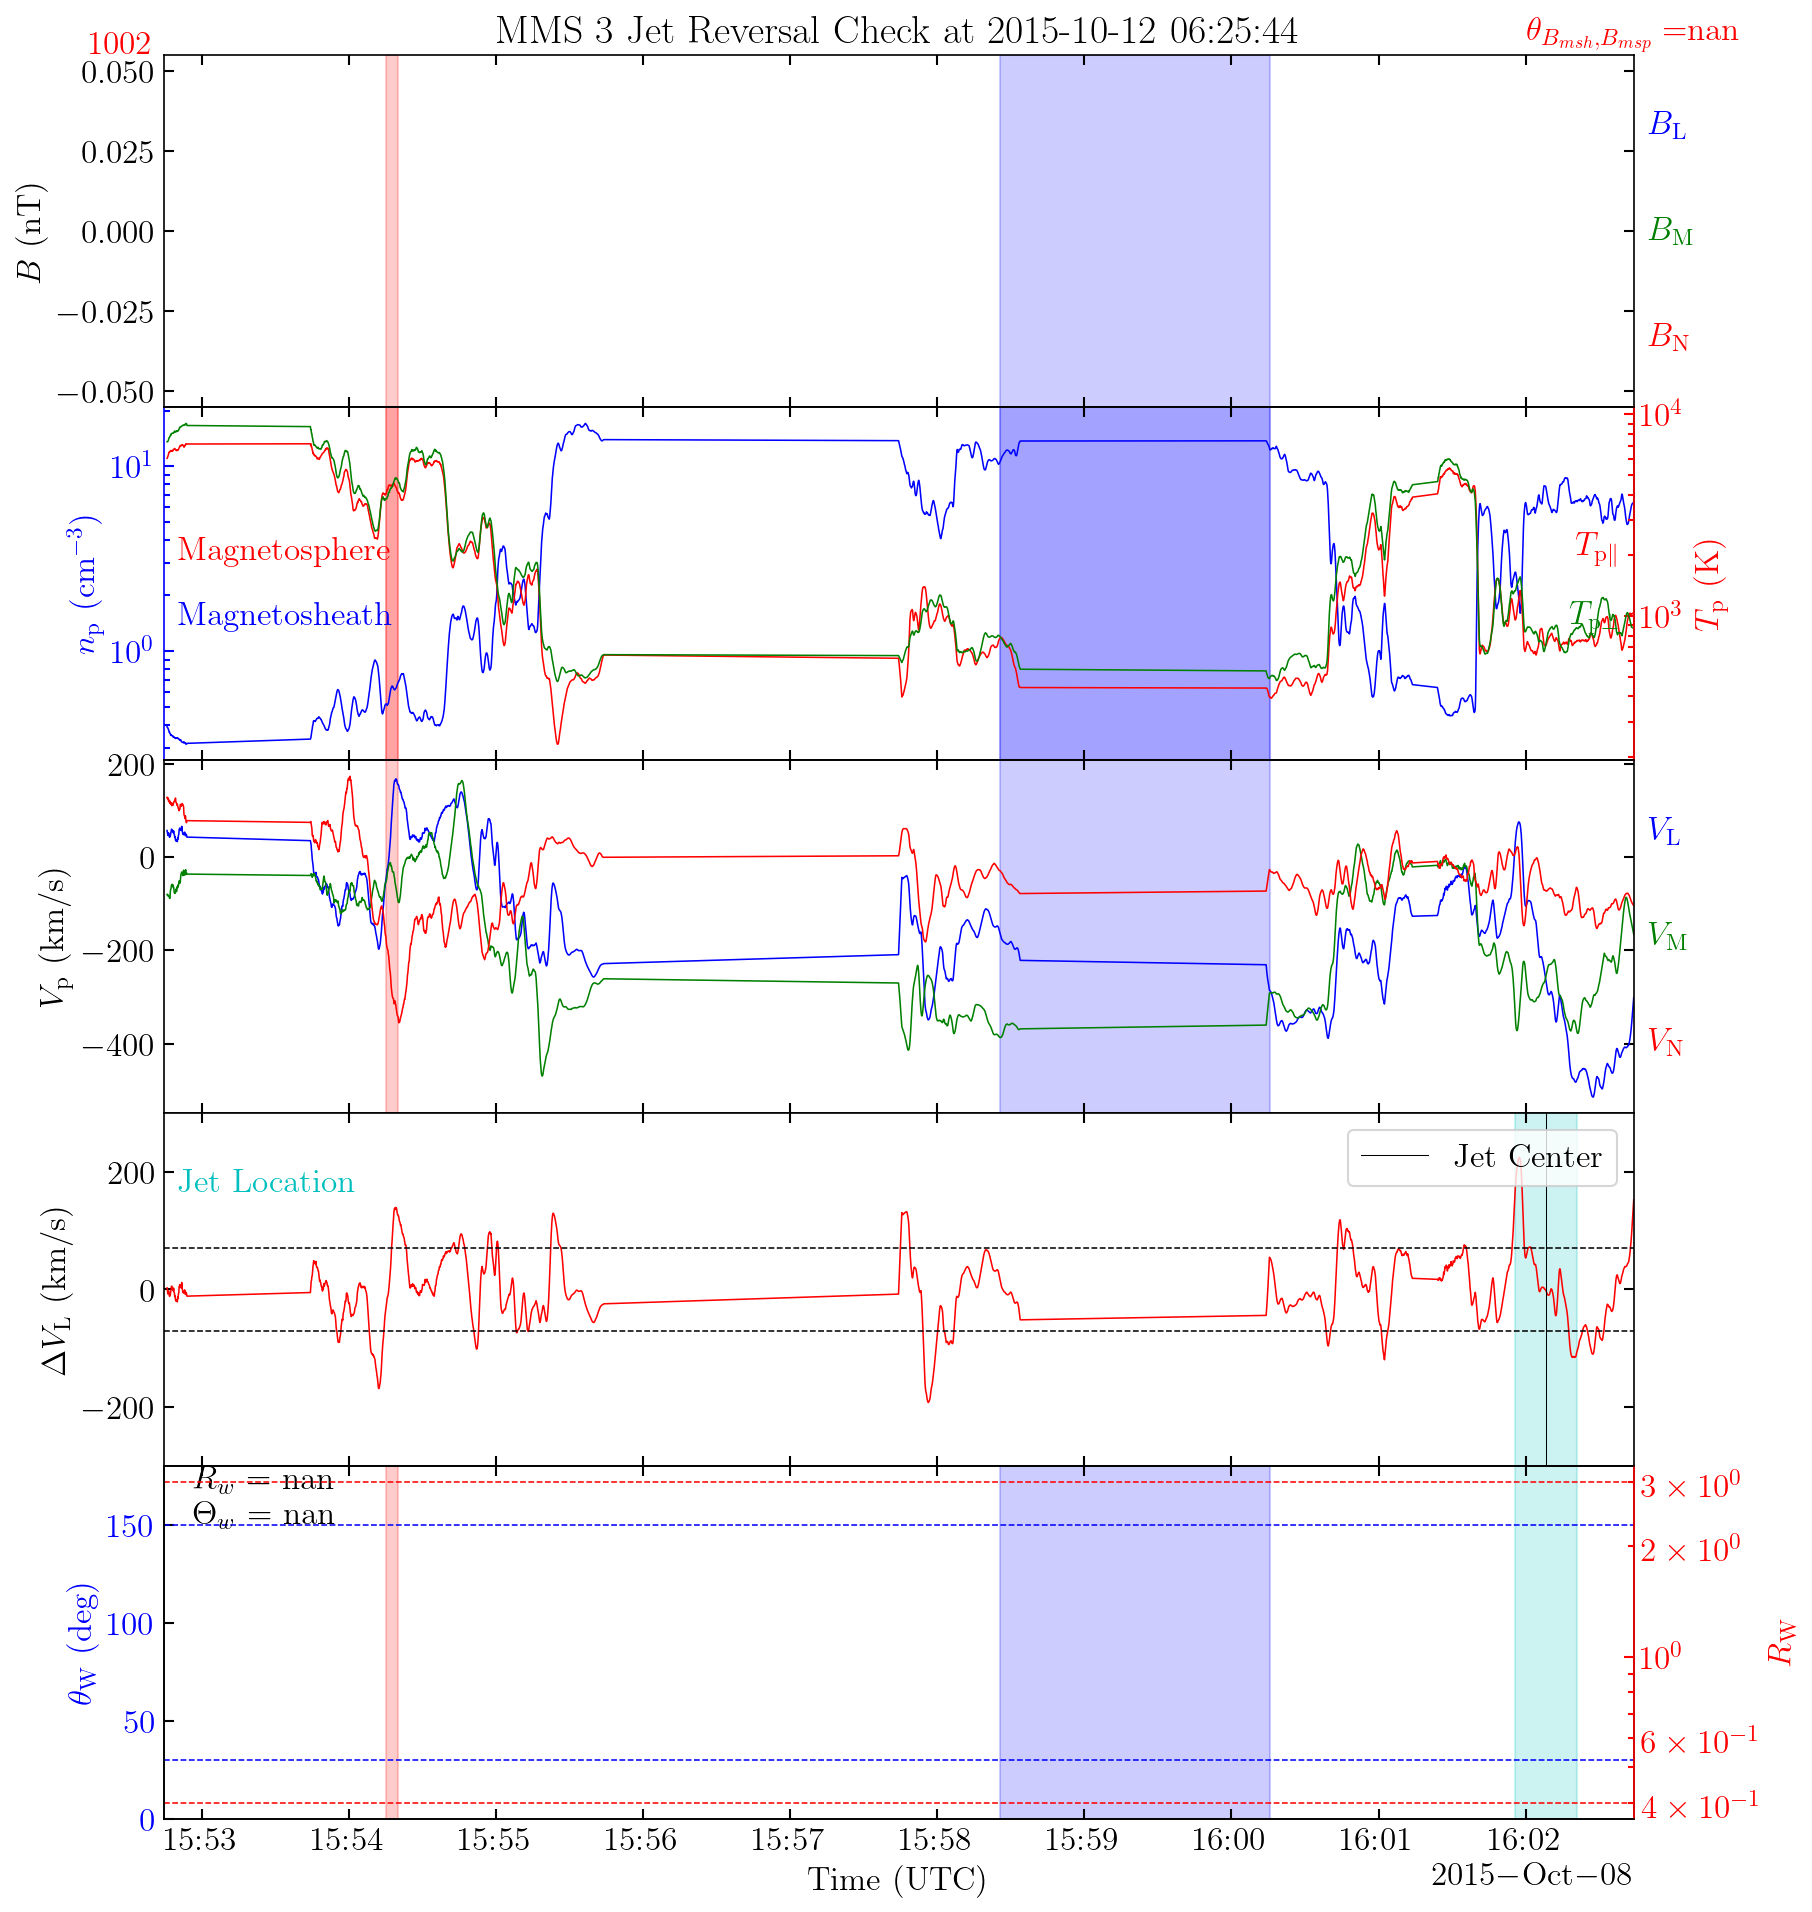 MMS 3 Jet Reversal Check at 2015-10-12 06:25:44
1002
θ_{B_{msh},B_{msp}} =nan
0.050
0.025
0.000
−0.025
−0.050
B (nT)
B_L
B_M
B_N
10^1
10^0
n_p (cm^{−3})
Magnetosphere
Magnetosheath
T_{p∥}
T_{p⊥}
10^4
10^3
T_p (K)
200
0
−200
−400
V_p (km/s)
V_L
V_M
V_N
200
0
−200
ΔV_L (km/s)
Jet Location
Jet Center
R_w = nan
Θ_w = nan
150
100
50
0
θ_W (deg)
3 × 10^0
2 × 10^0
10^0
6 × 10^{−1}
4 × 10^{−1}
R_W
15:53 15:54 15:55 15:56 15:57 15:58 15:59 16:00 16:01 16:02
2015−Oct−08
Time (UTC)